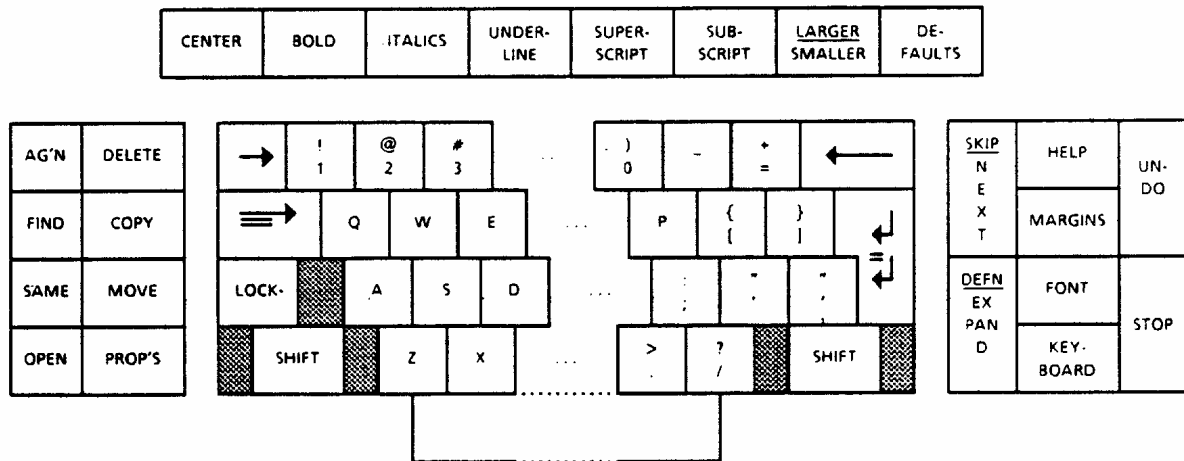 CENTER BOLD ITALICS UNDER- SUPER- SUB- LARGER DE-
LINE SCRIPT SCRIPT SMALLER FAULTS
AG'N DELETE
FIND COPY
SAME MOVE
OPEN PROP'S
! @ # ) _ +
1 2 3 ... 0 =
Q W E ... P { }
[ ]
LOCK A S D ... : " "
; ' ,
SHIFT Z X ... > ? SHIFT
. /
SKIP
N
E
X
T
HELP
MARGINS
UN-
DO
DEFN
EX
PAN
D
FONT
KEY-
BOARD
STOP